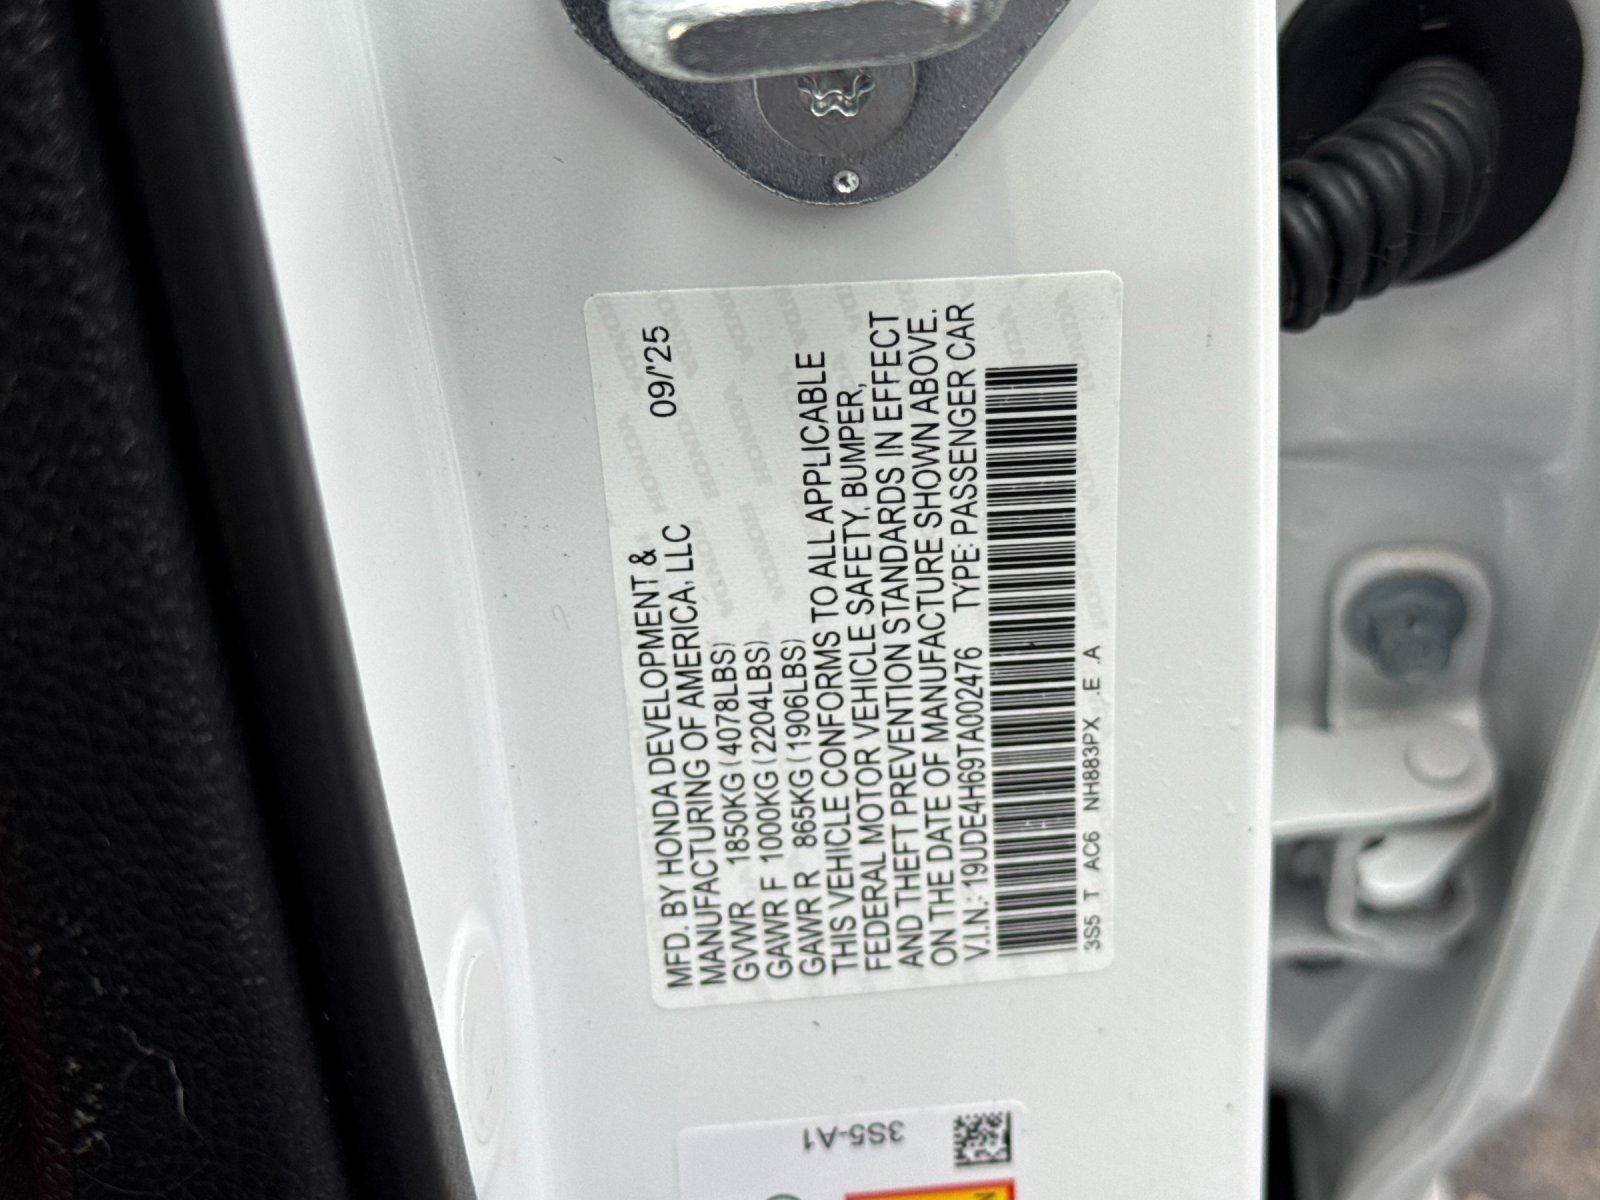 MFD. BY HONDA DEVELOPMENT & 09/'25
MANUFACTURING OF AMERICA, LLC
GVWR 1850KG (4078LBS)
GAWR F 1000KG (2204LBS)
GAWR R 865KG (1906LBS)
THIS VEHICLE CONFORMS TO ALL APPLICABLE
FEDERAL MOTOR VEHICLE SAFETY, BUMPER,
AND THEFT PREVENTION STANDARDS IN EFFECT
ON THE DATE OF MANUFACTURE SHOWN ABOVE.
V.I.N.: 19UDE4H69TA002476 TYPE: PASSENGER CAR
3S5 T AC6 NH883PX .E .A
3S5-A1